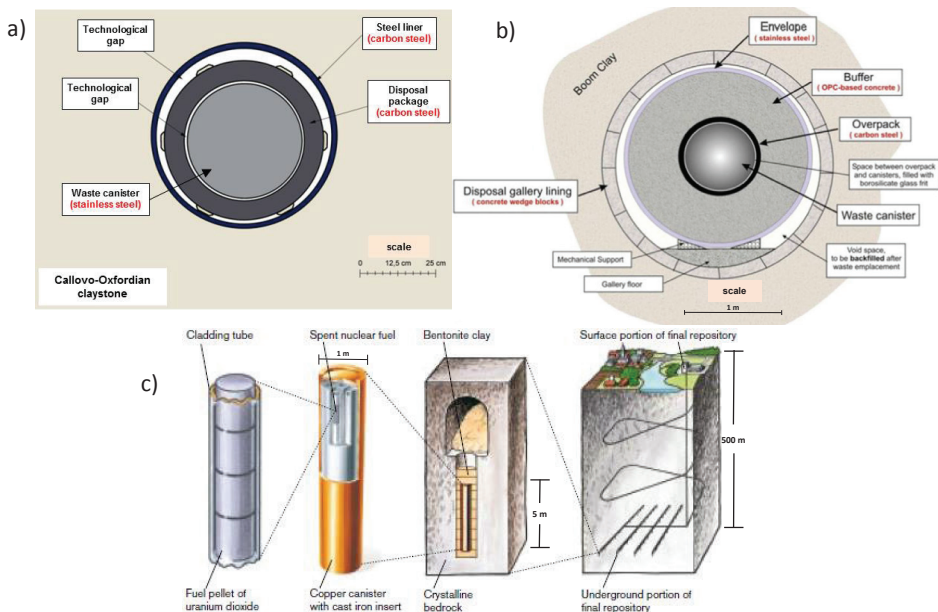 a)
Technological
gap
Technological
gap
Waste canister
(stainless steel)
Callovo-Oxfordian
claystone
Steel liner
(carbon steel)
Disposal
package
(carbon steel)
scale
0 12,5 cm 25 cm
b)
Boom Clay
Envelope
( stainless steel )
Buffer
( OPC-based concrete )
Overpack
( carbon steel )
Space between overpack
and canisters, filled with
borosilicate glass frit
Waste canister
Disposal gallery lining
( concrete wedge blocks )
Mechanical Support
Gallery floor
Void space,
to be backfilled after
waste emplacement
scale
1 m
c)
Cladding tube
Spent nuclear fuel
1 m
Bentonite clay
Surface portion of final repository
500 m
5 m
Fuel pellet of
uranium dioxide
Copper canister
with cast iron insert
Crystalline
bedrock
Underground portion of
final repository